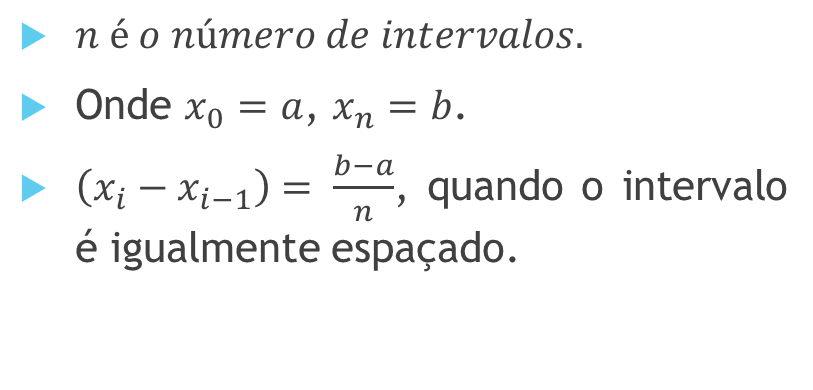 n é o número de intervalos.
Onde x₀ = a, xₙ = b.
(xᵢ − xᵢ₋₁) = (b−a)/n, quando o intervalo
é igualmente espaçado.